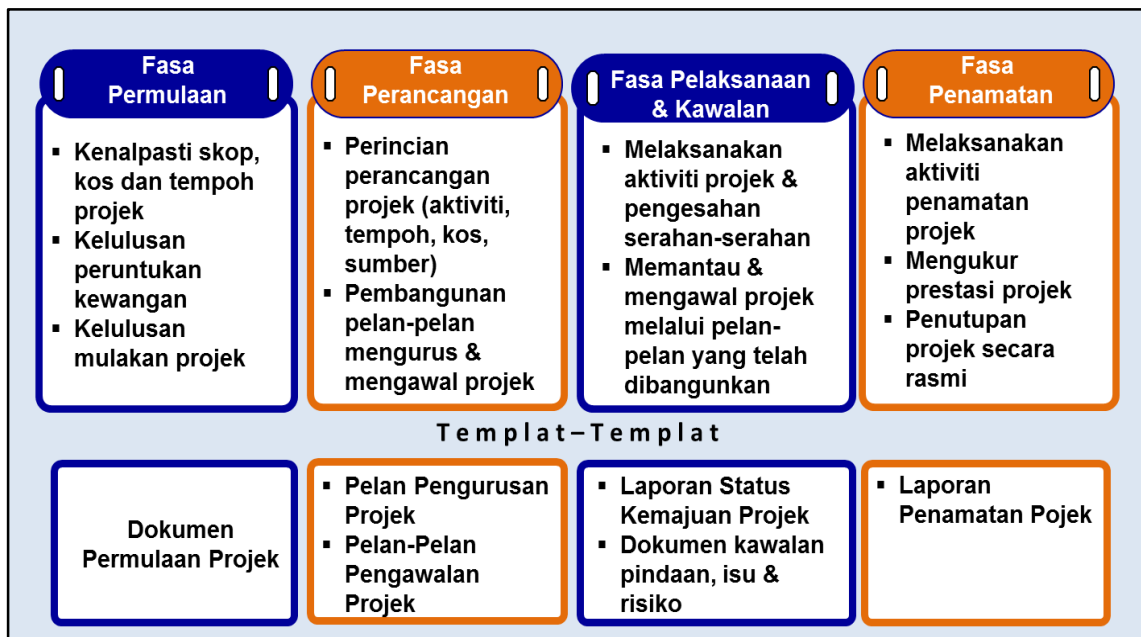 Fasa
Permulaan
▪ Kenalpasti skop,
kos dan tempoh
projek
▪ Kelulusan
peruntukan
kewangan
▪ Kelulusan
mulakan projek
Fasa
Perancangan
▪ Perincian
perancangan
projek (aktiviti,
tempoh, kos,
sumber)
▪ Pembangunan
pelan-pelan
mengurus &
mengawal projek
Fasa Pelaksanaan
& Kawalan
▪ Melaksanakan
aktiviti projek &
pengesahan
serahan-serahan
▪ Memantau &
mengawal projek
melalui pelan-
pelan yang telah
dibangunkan
Fasa
Penamatan
▪ Melaksanakan
aktiviti
penamatan
projek
▪ Mengukur
prestasi projek
▪ Penutupan
projek secara
rasmi
Templat–Templat
Dokumen
Permulaan Projek
▪ Pelan Pengurusan
Projek
▪ Pelan-Pelan
Pengawalan
Projek
▪ Laporan Status
Kemajuan Projek
▪ Dokumen kawalan
pindaan, isu &
risiko
▪ Laporan
Penamatan Pojek